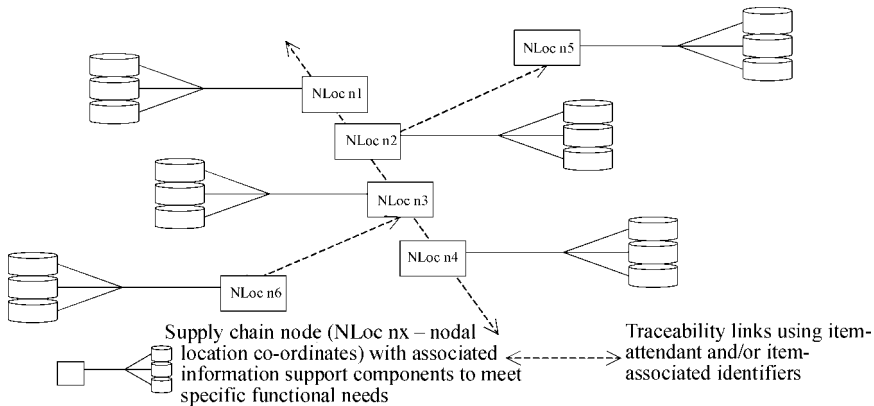 NLoc n5
NLoc n1
NLoc n2
NLoc n3
NLoc n4
NLoc n6
Supply chain node (NLoc nx – nodal
location co-ordinates) with associated
information support components to meet
specific functional needs
Traceability links using item-
attendant and/or item-
associated identifiers